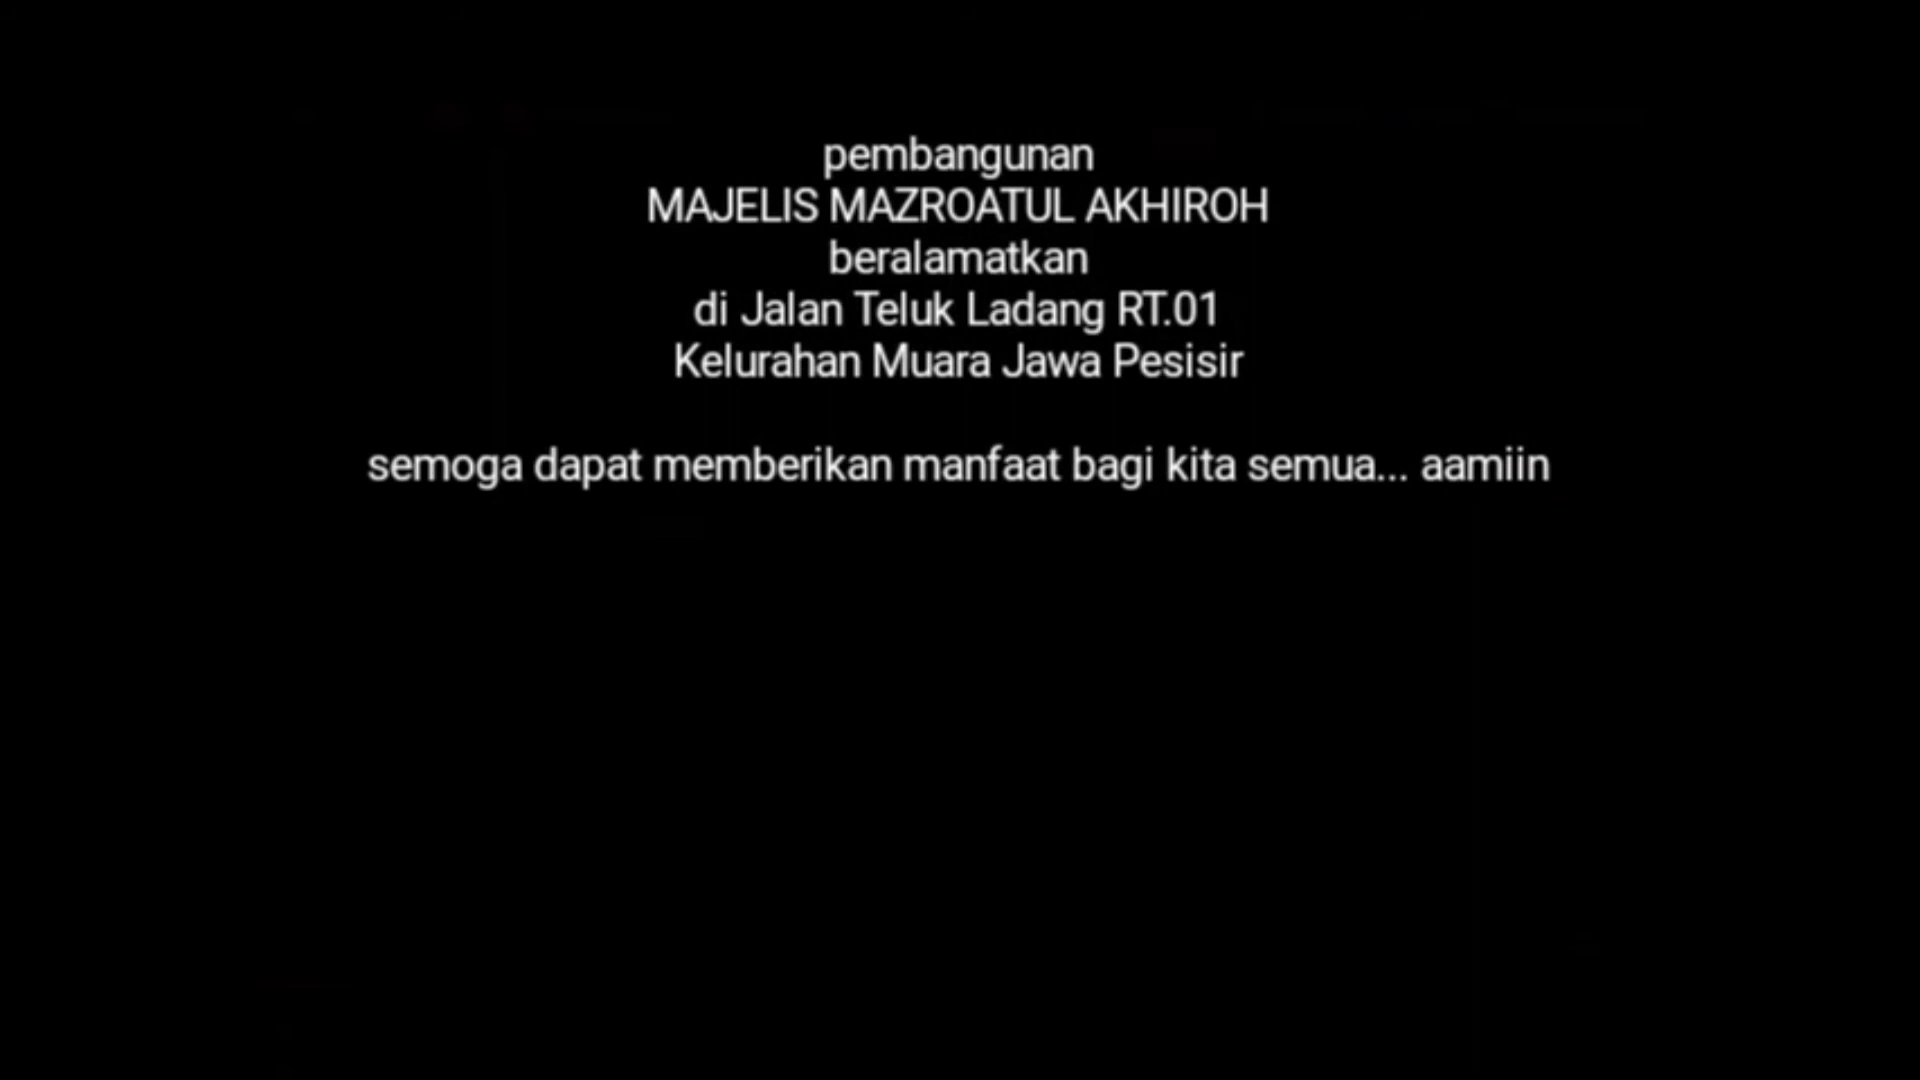 pembangunan
MAJELIS MAZROATUL AKHIROH
beralamatkan
di Jalan Teluk Ladang RT.01
Kelurahan Muara Jawa Pesisir
semoga dapat memberikan manfaat bagi kita semua... aamiin